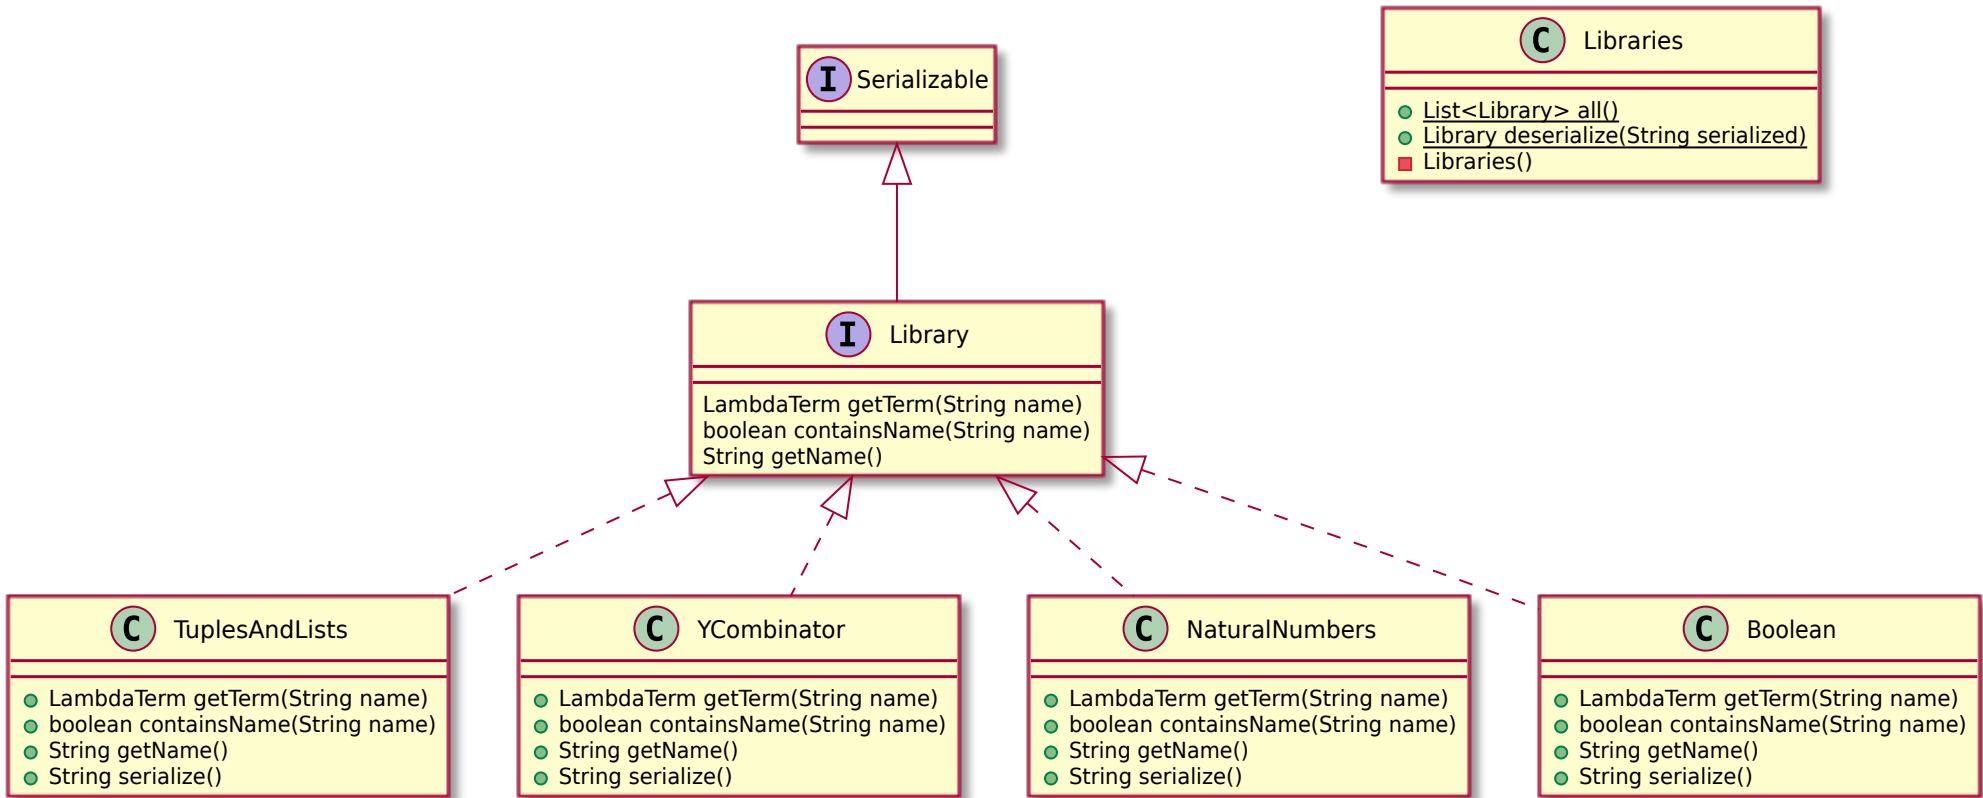 I Serializable
C Libraries
List<Library> all()
Library deserialize(String serialized)
Libraries()
I Library
LambdaTerm getTerm(String name)
boolean containsName(String name)
String getName()
C TuplesAndLists
LambdaTerm getTerm(String name)
boolean containsName(String name)
String getName()
String serialize()
C YCombinator
LambdaTerm getTerm(String name)
boolean containsName(String name)
String getName()
String serialize()
C NaturalNumbers
LambdaTerm getTerm(String name)
boolean containsName(String name)
String getName()
String serialize()
C Boolean
LambdaTerm getTerm(String name)
boolean containsName(String name)
String getName()
String serialize()